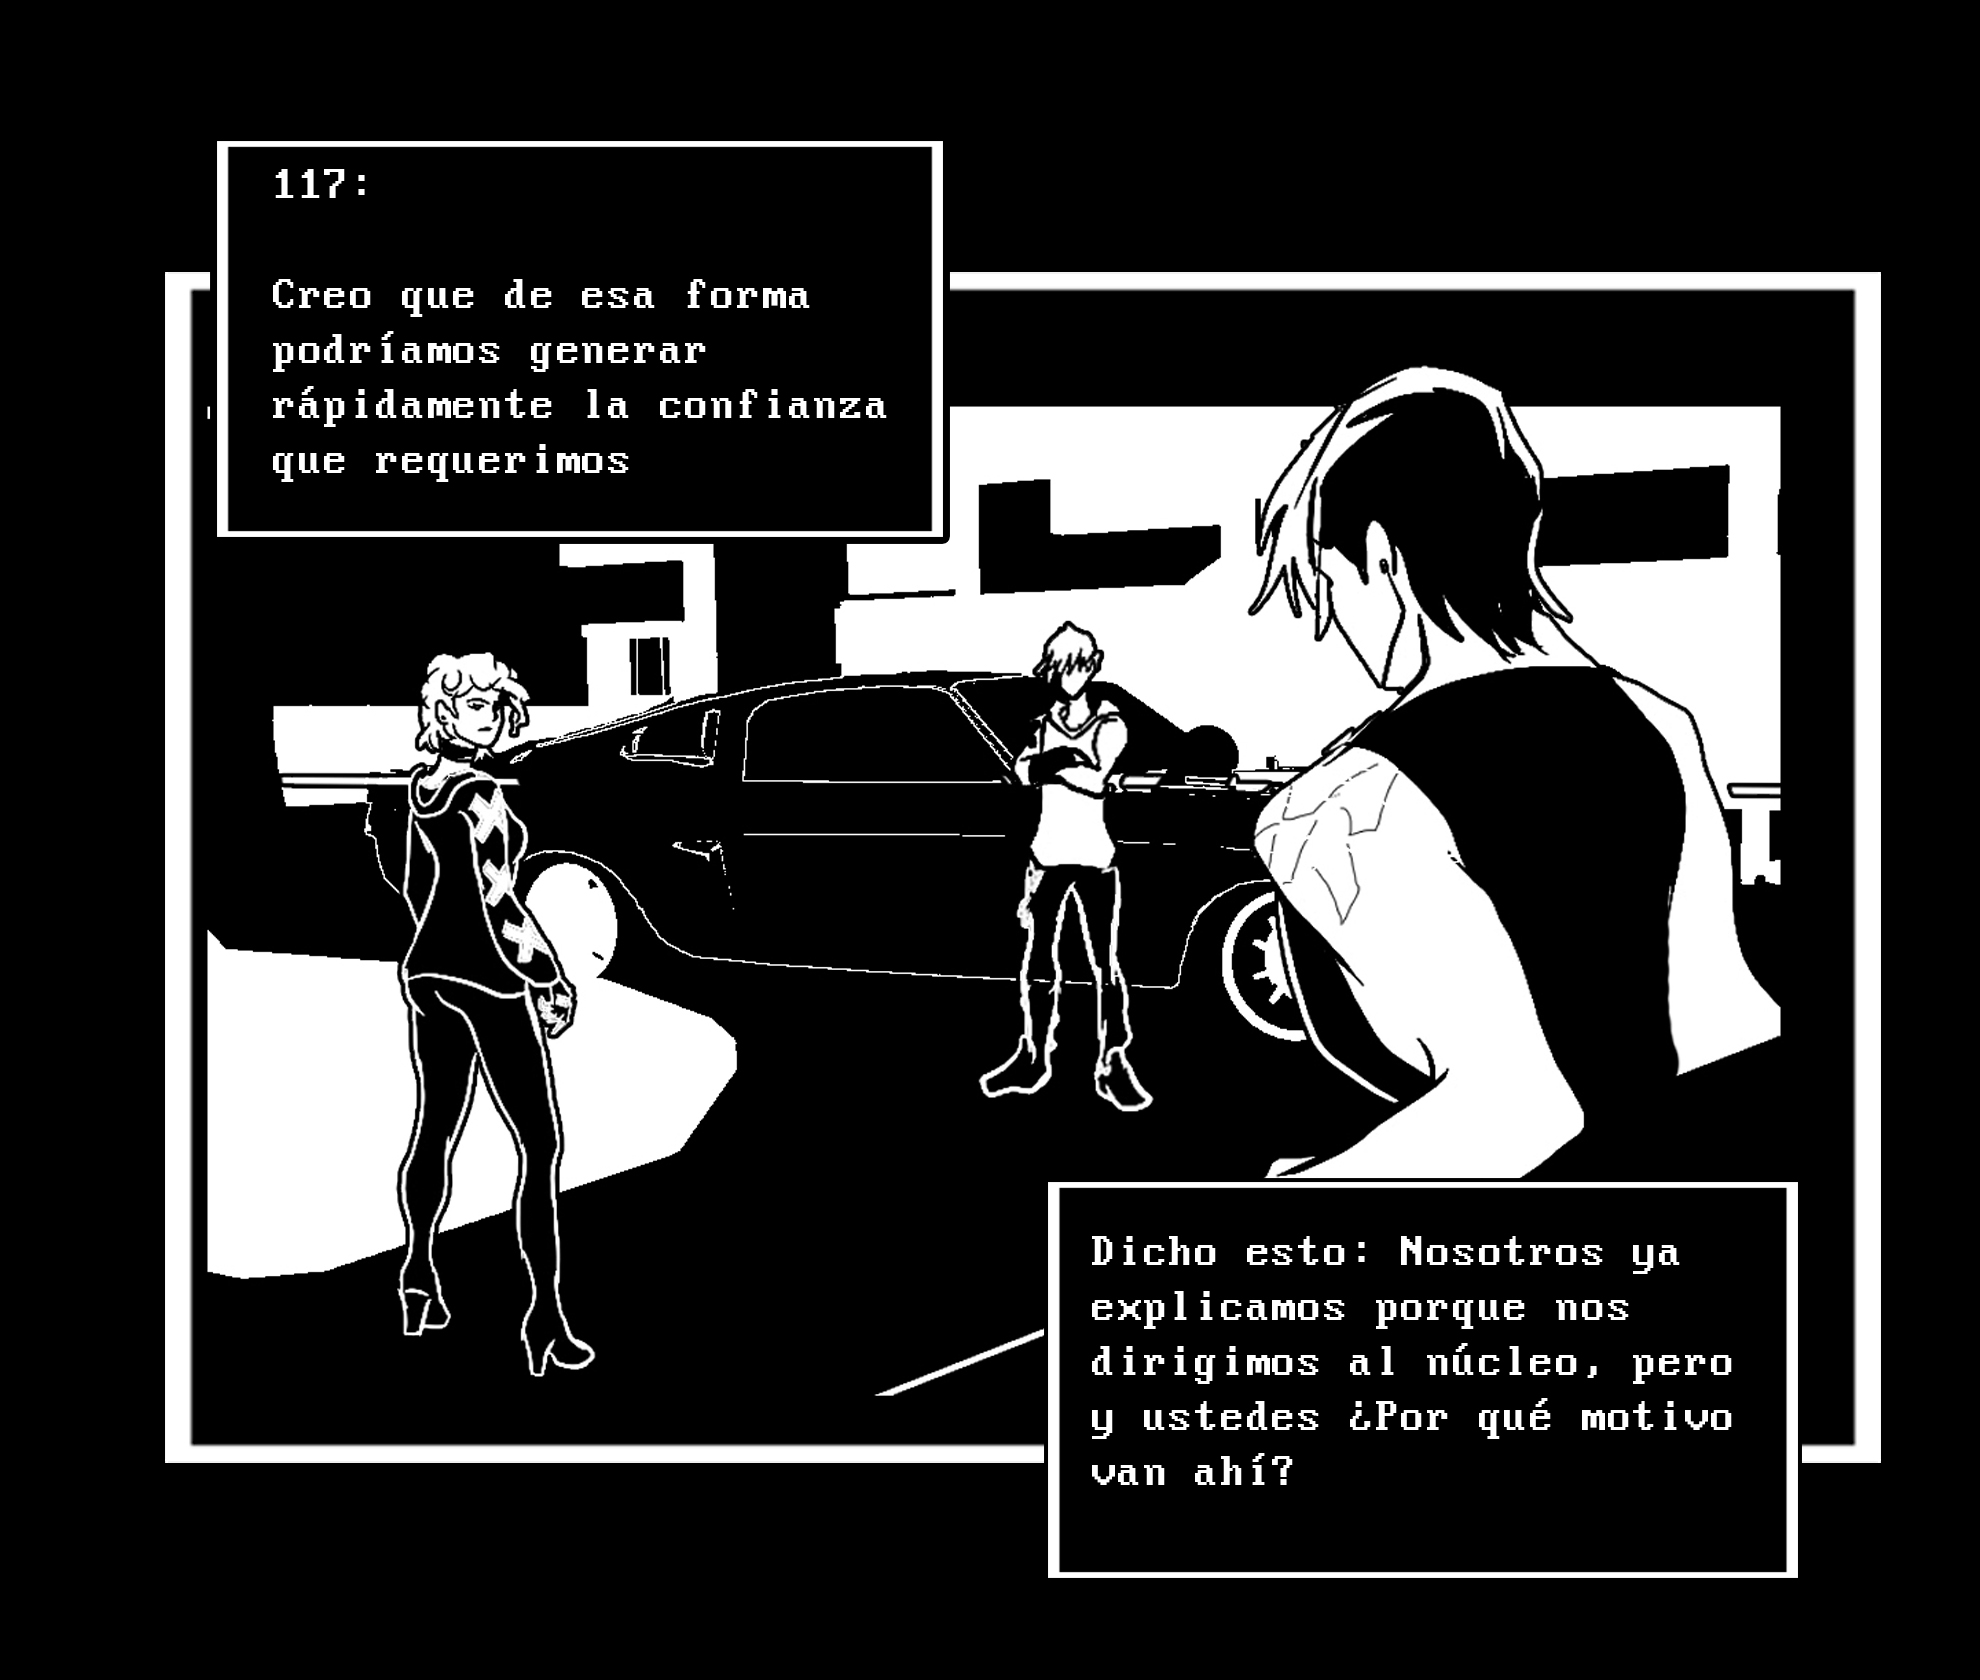 117:
Creo que de esa forma
podríamos generar
rápidamente la confianza
que requerimos
Dicho esto: Nosotros ya
explicamos porque nos
dirigimos al núcleo, pero
y ustedes ¿Por qué motivo
van ahí?